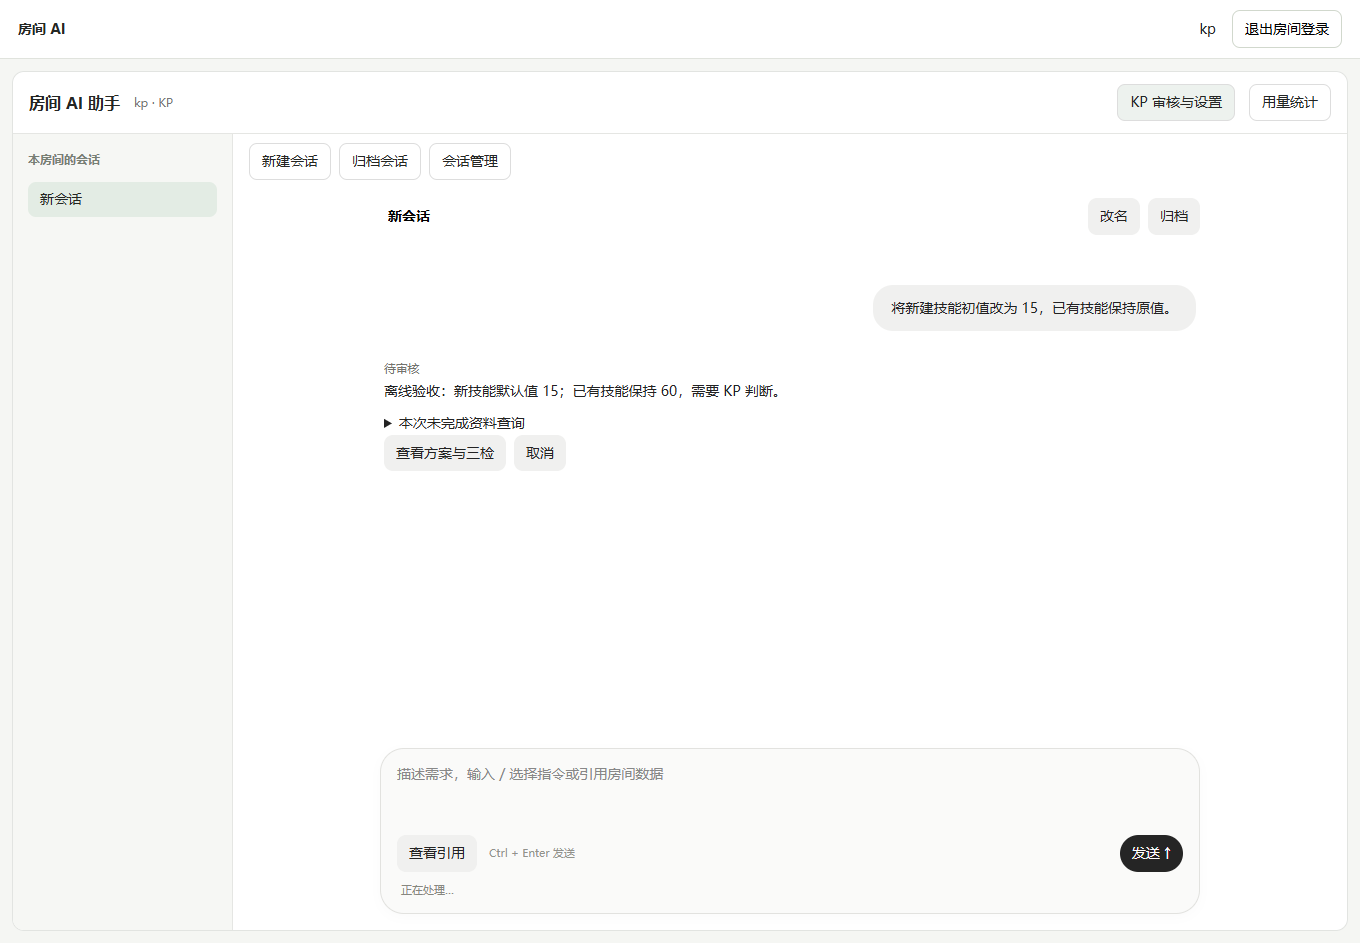 房间 AI
kp
退出房间登录
房间 AI 助手
kp · KP
KP 审核与设置
用量统计
本房间的会话
新会话
新建会话
归档会话
会话管理
新会话
改名
归档
将新建技能初值改为 15，已有技能保持原值。
待审核
离线验收：新技能默认值 15；已有技能保持 60，需要 KP 判断。
▶ 本次未完成资料查询
查看方案与三检
取消
描述需求，输入 / 选择指令或引用房间数据
查看引用
Ctrl + Enter 发送
发送 ↑
正在处理…